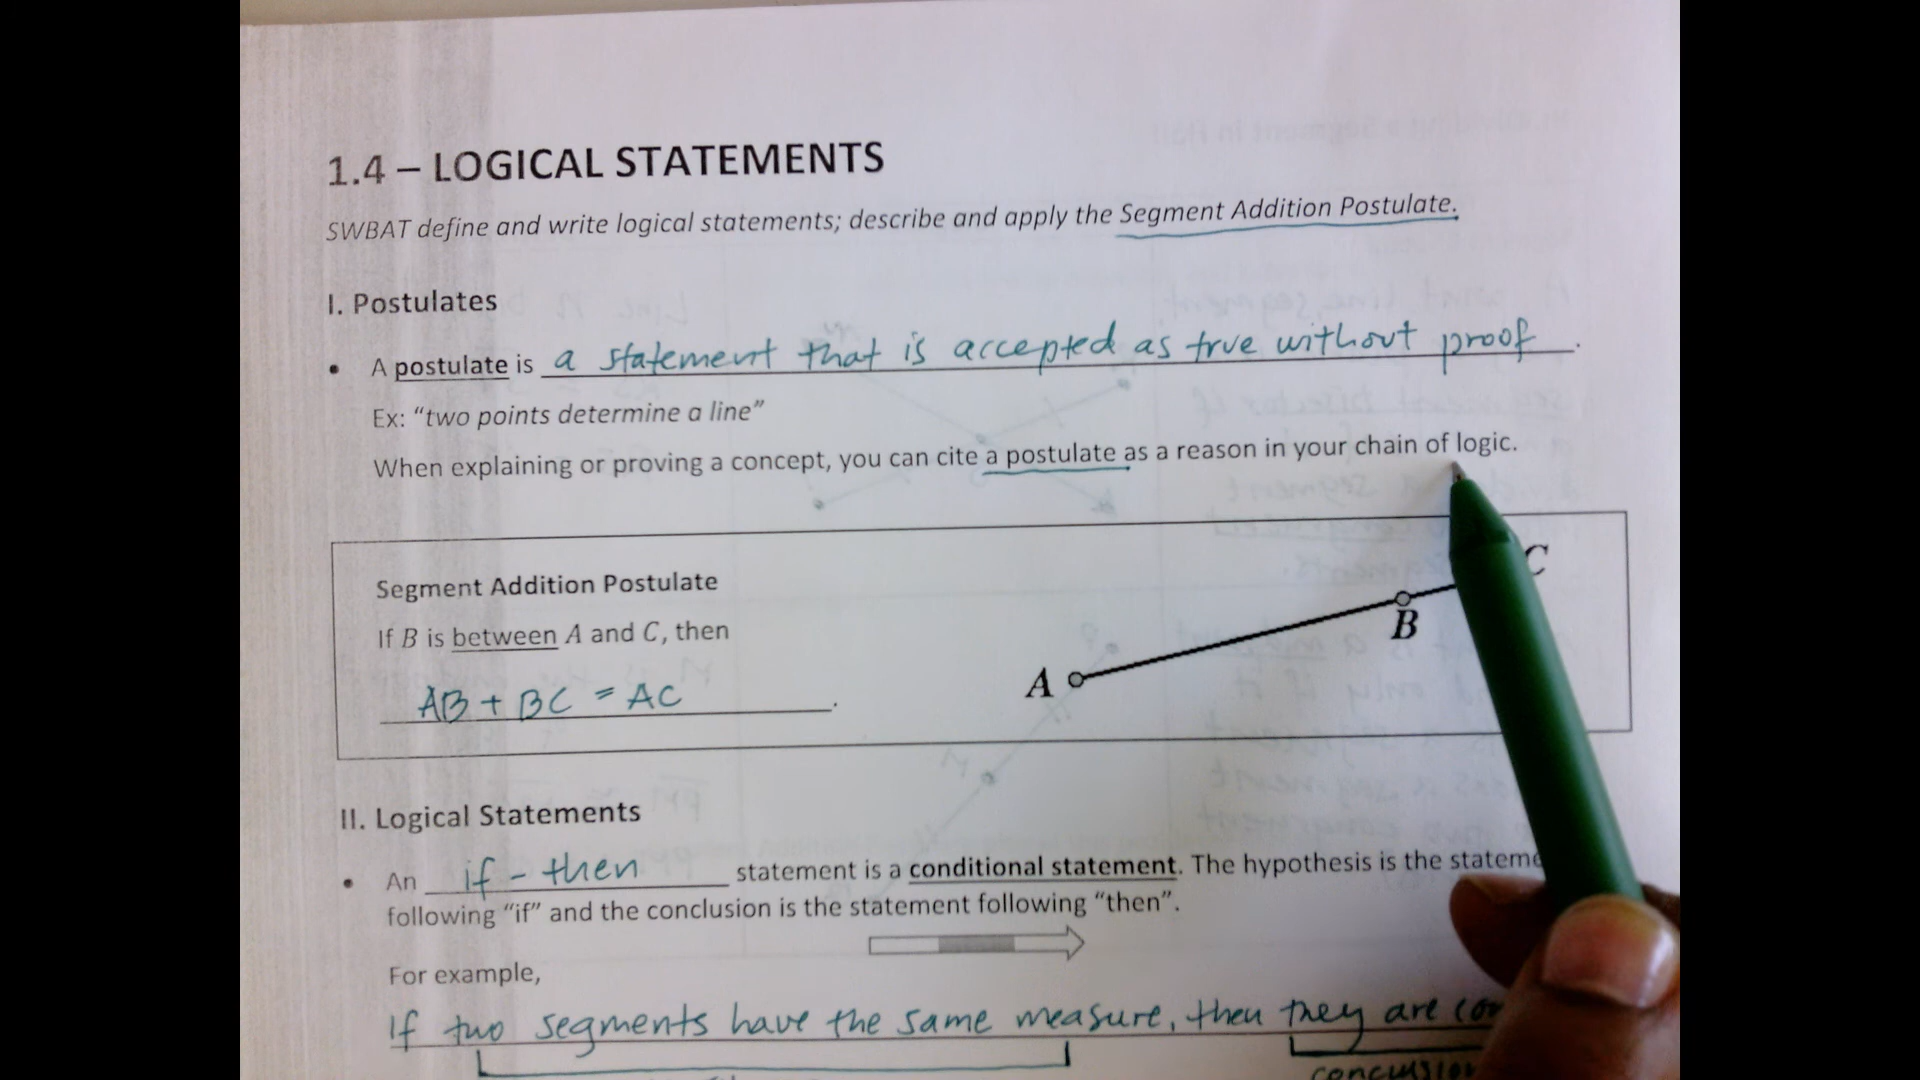 1.4 – LOGICAL STATEMENTS
SWBAT define and write logical statements; describe and apply the Segment Addition Postulate.
I. Postulates
• A postulate is a statement that is accepted as true without proof.
Ex: “two points determine a line”
When explaining or proving a concept, you can cite a postulate as a reason in your chain of logic.
Segment Addition Postulate
If B is between A and C, then
AB + BC = AC.
A
B
C
II. Logical Statements
• An if - then statement is a conditional statement. The hypothesis is the
following “if” and the conclusion is the statement following “then”.
For example,
If two segments have the same measure, then they are